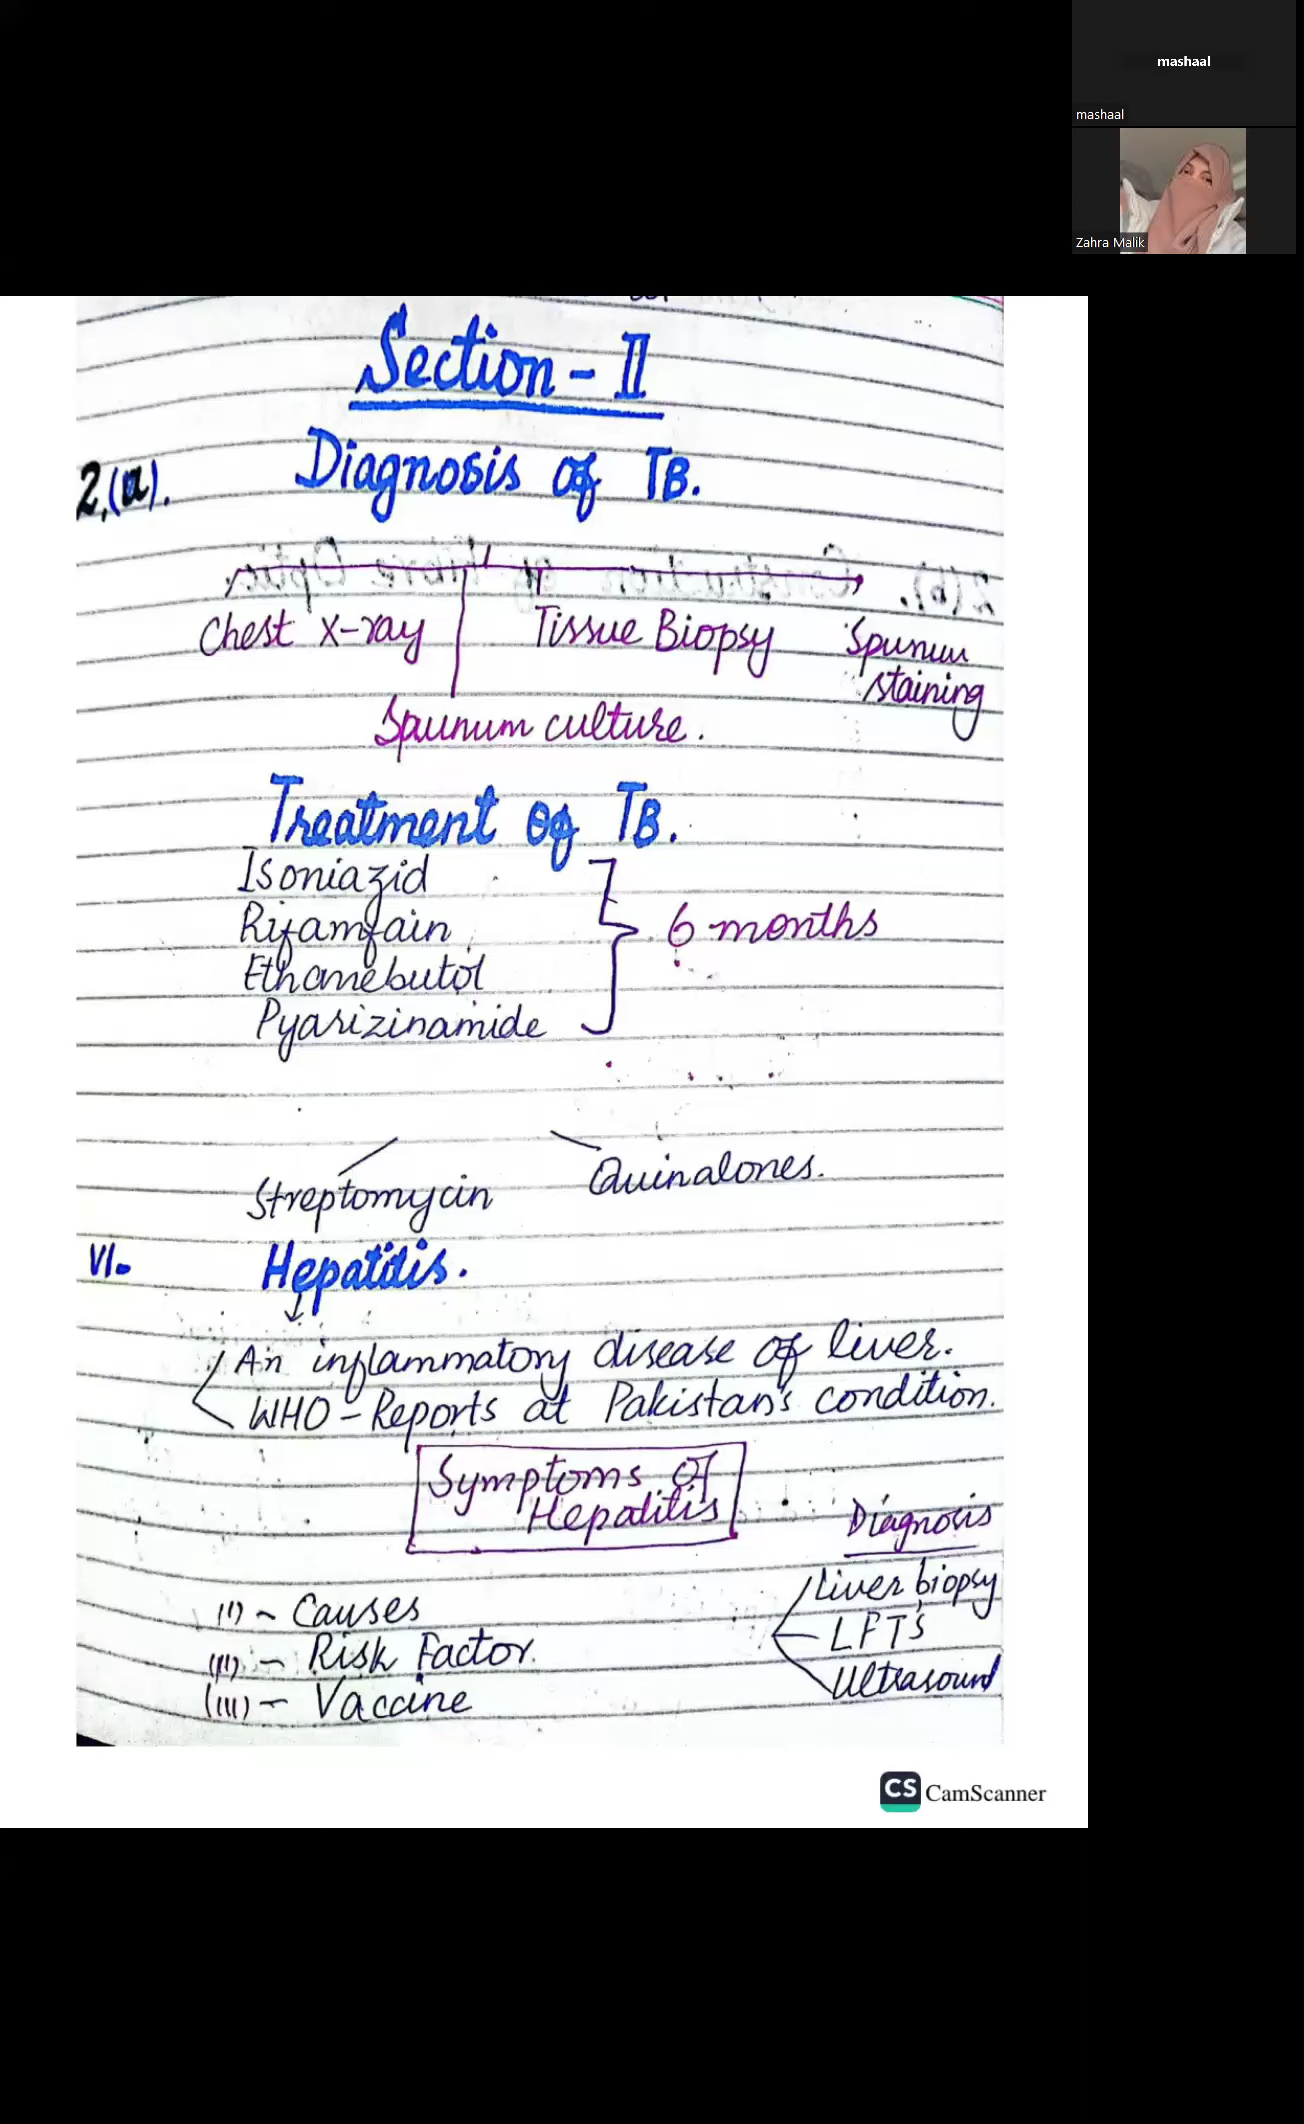 mashaal
mashaal
Zahra Malik
Section - II
2.(a). Diagnosis of TB.
Chest X-ray Tissue Biopsy Spunum
staining
Spunum culture.
Treatment of TB.
Isoniazid
Rifamfain
Ethamebutol
Pyarizinamide
6 months
Streptomycin Quinalones.
VI. Hepatitis.
An inflammatory disease of liver.
WHO - Reports at Pakistan's condition.
Symptoms of
Hepatitis
Diagnosis
(I) ~ Causes
(II) - Risk Factor.
(III) - Vaccine
Liver biopsy
LFT's
Ultrasound
CS CamScanner